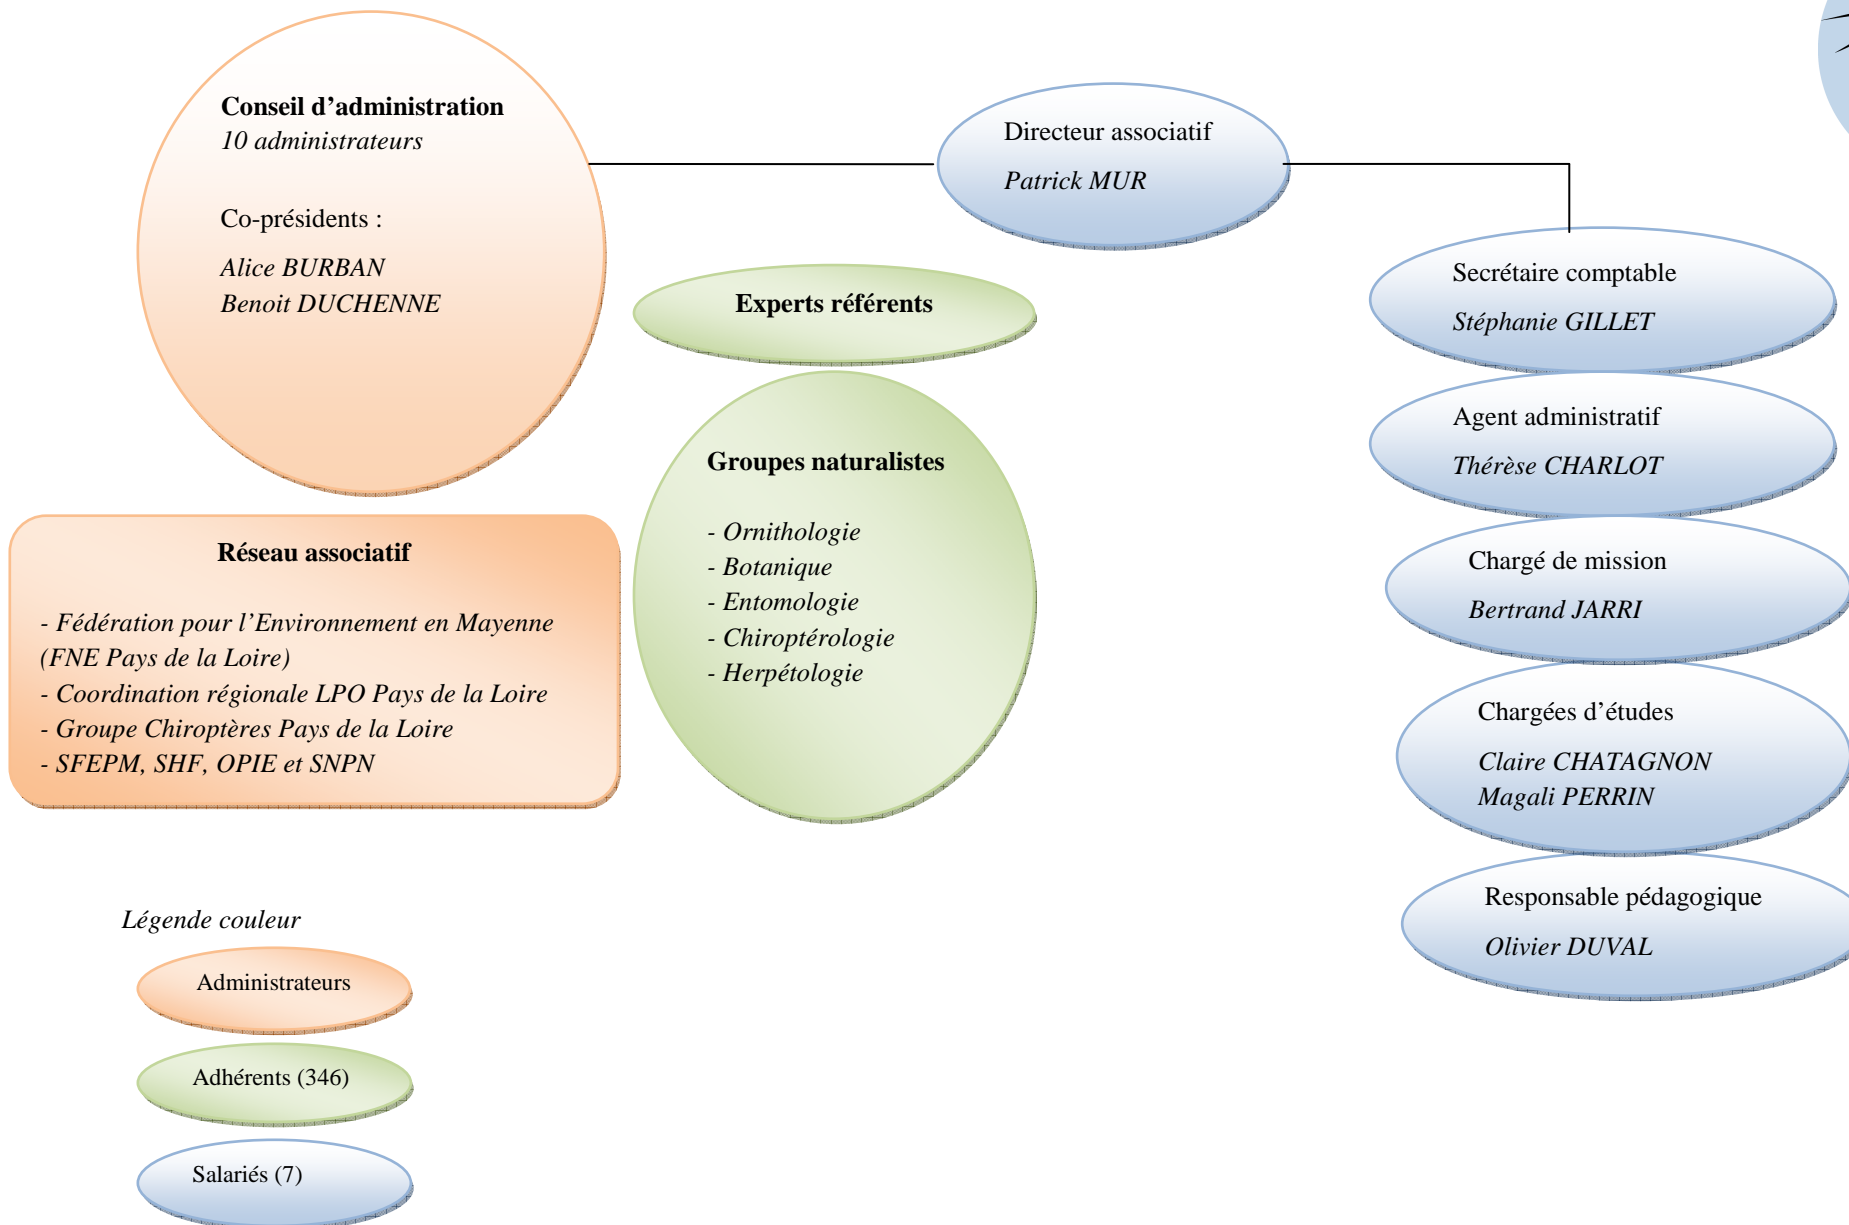 Conseil d’administration
10 administrateurs
Co-présidents :
Alice BURBAN
Benoit DUCHENNE
Directeur associatif
Patrick MUR
Experts référents
Groupes naturalistes
- Ornithologie
- Botanique
- Entomologie
- Chiroptérologie
- Herpétologie
Réseau associatif
- Fédération pour l’Environnement en Mayenne
(FNE Pays de la Loire)
- Coordination régionale LPO Pays de la Loire
- Groupe Chiroptères Pays de la Loire
- SFEPM, SHF, OPIE et SNPN
Secrétaire comptable
Stéphanie GILLET
Agent administratif
Thérèse CHARLOT
Chargé de mission
Bertrand JARRI
Chargées d’études
Claire CHATAGNON
Magali PERRIN
Responsable pédagogique
Olivier DUVAL
Légende couleur
Administrateurs
Adhérents (346)
Salariés (7)